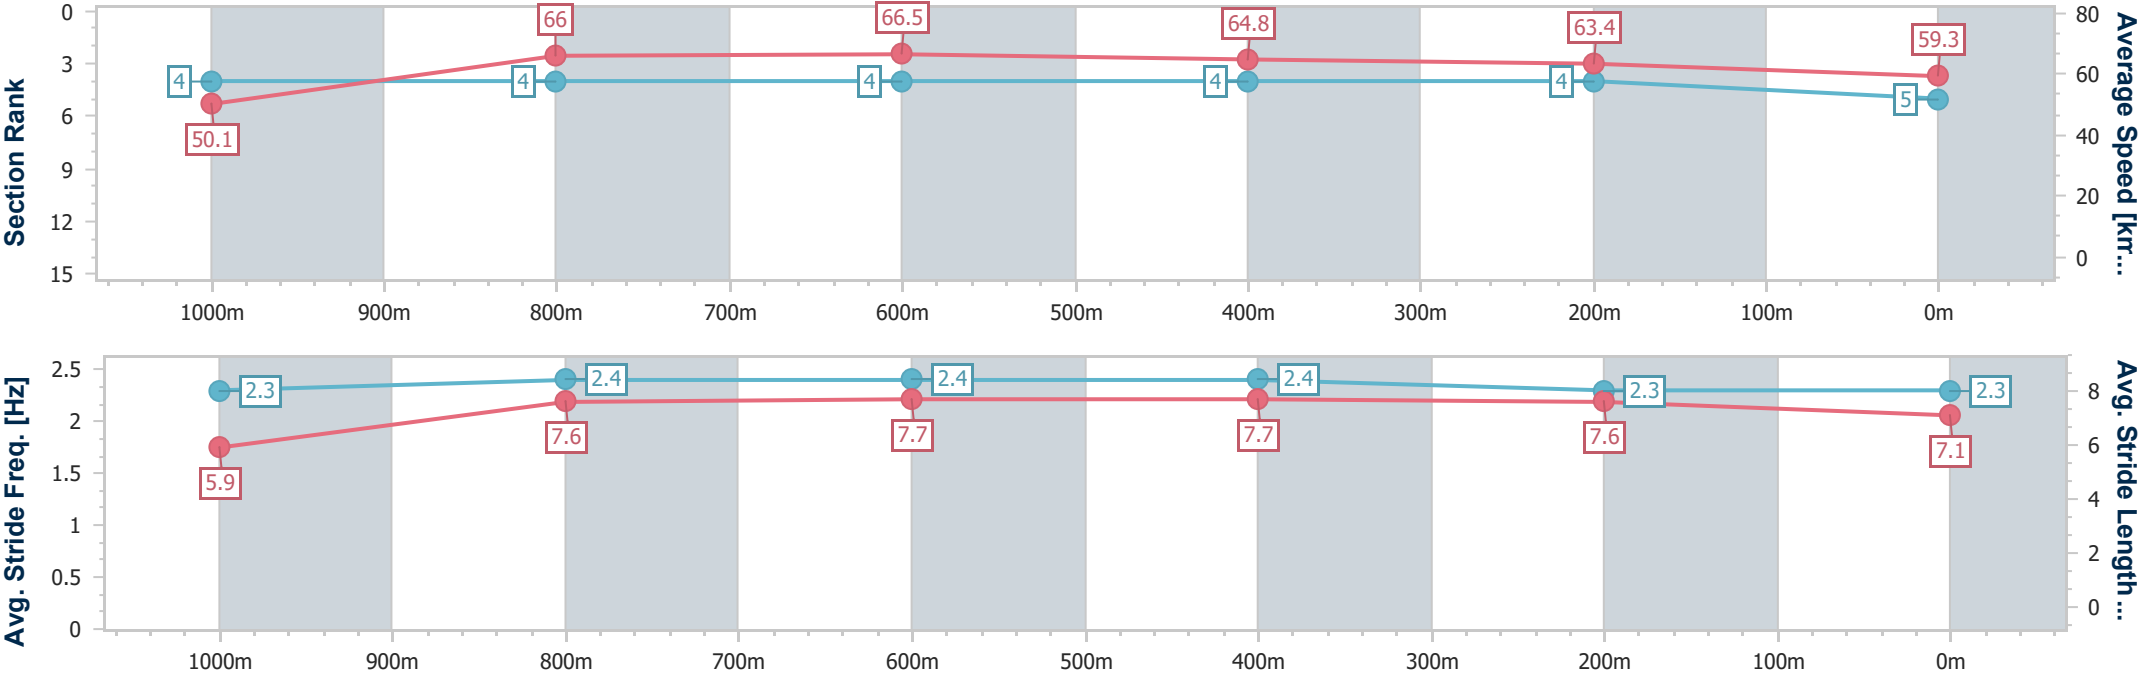 Section Rank
0
3
6
9
12
15
4
4
4
4
4
5
50.1
66
66.5
64.8
63.4
59.3
80
60
40
20
0
Average Speed [km...
1000m
900m
800m
700m
600m
500m
400m
300m
200m
100m
0m
Avg. Stride Freq. [Hz]
2.5
2
1.5
1
0.5
0
2.3
2.4
2.4
2.4
2.3
2.3
5.9
7.6
7.7
7.7
7.6
7.1
8
6
4
2
0
Avg. Stride Length ...
1000m
900m
800m
700m
600m
500m
400m
300m
200m
100m
0m